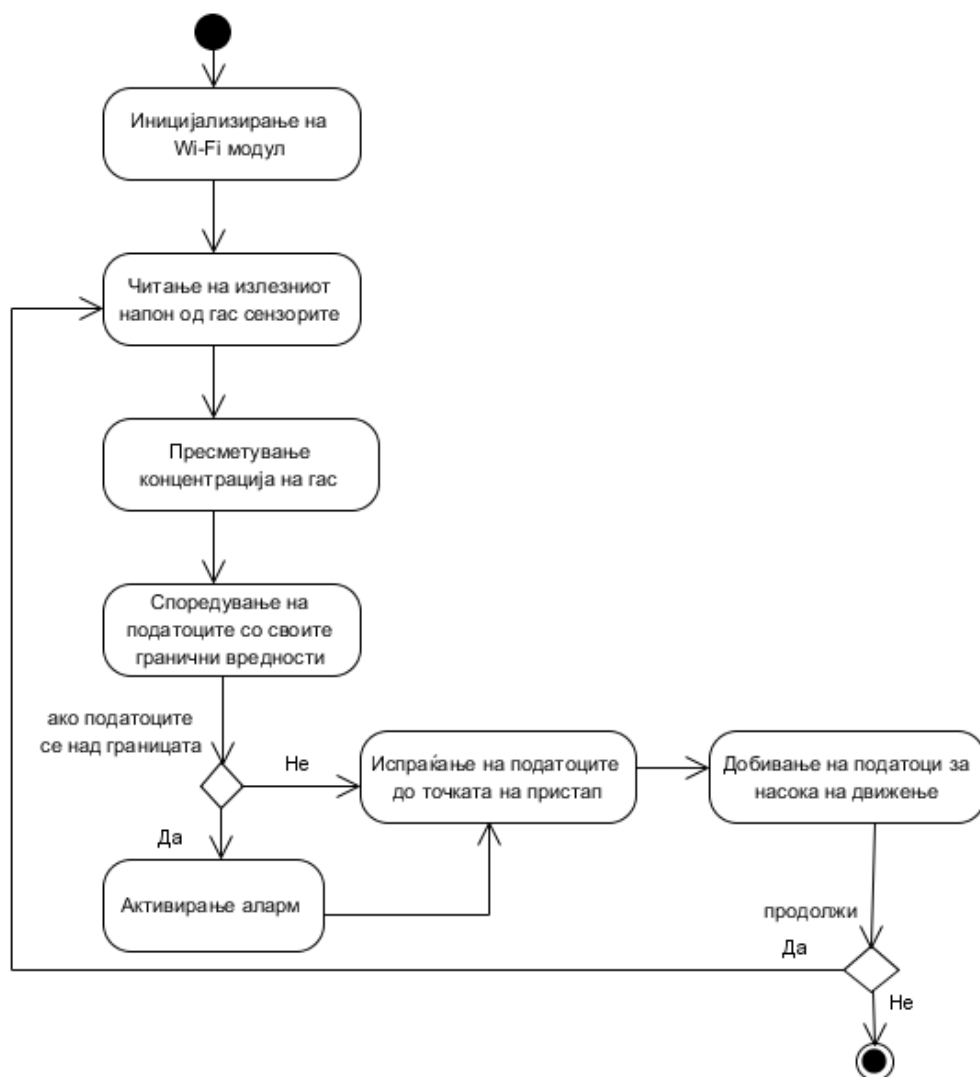 Иницијализирање на
Wi-Fi модул
Читање на излезниот
напон од гас сензорите
Пресметување
концентрација на гас
Споредување на
податоците со своите
гранични вредности
ако податоците
се над границата
Не
Испраќање на податоците
до точката на пристап
Добивање на податоци за
насока на движење
Да
Активирање аларм
продолжи
Да
Не